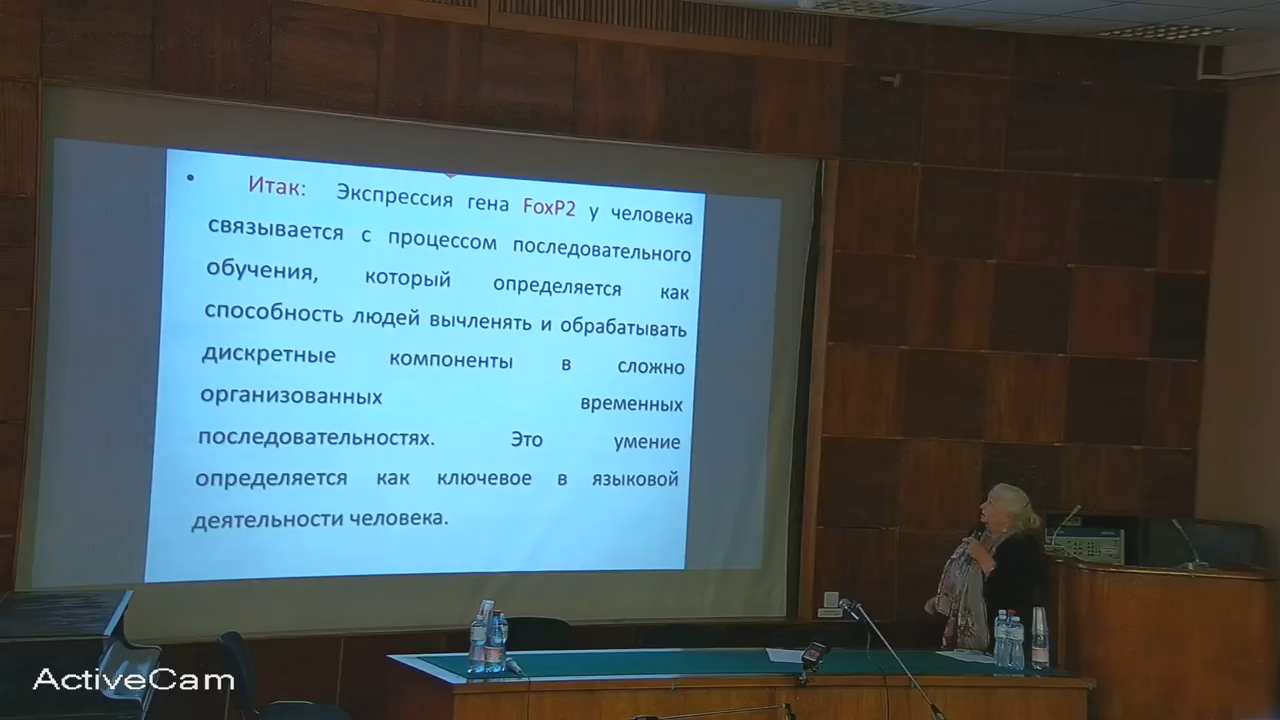 • Итак: Экспрессия гена FoxP2 у человека
связывается с процессом последовательного
обучения, который определяется как
способность людей вычленять и обрабатывать
дискретные компоненты в сложно
организованных временных
последовательностях. Это умение
определяется как ключевое в языковой
деятельности человека.
ActiveCam